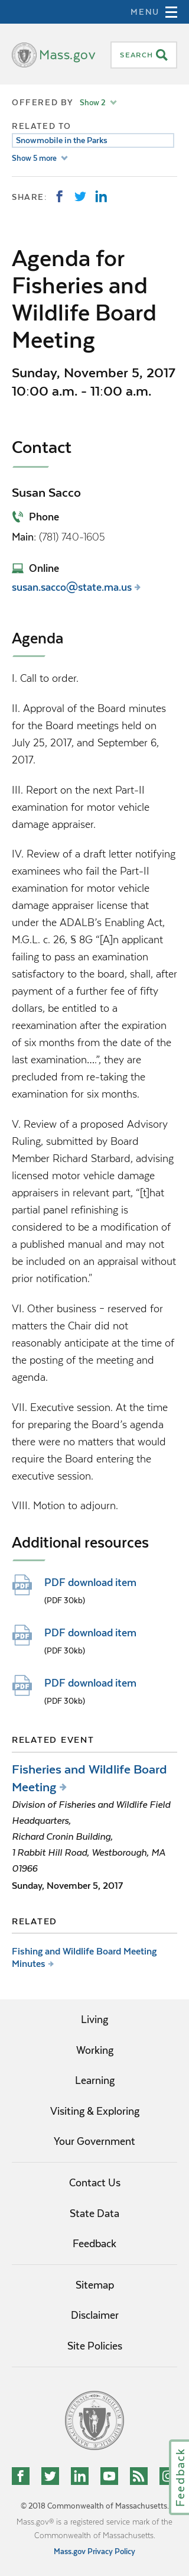 MENU
Mass.gov
SEARCH
OFFERED BY Show 2
RELATED TO
Snowmobile in the Parks
Show 5 more
SHARE:
Agenda for
Fisheries and
Wildlife Board
Meeting
Sunday, November 5, 2017
10:00 a.m. - 11:00 a.m.
Contact
Susan Sacco
Phone
Main: (781) 740-1605
Online
susan.sacco@state.ma.us
Agenda
I. Call to order.
II. Approval of the Board minutes
for the Board meetings held on
July 25, 2017, and September 6,
2017.
III. Report on the next Part-II
examination for motor vehicle
damage appraiser.
IV. Review of a draft letter notifying
examinees who fail the Part-II
examination for motor vehicle
damage appraiser license that
under the ADALB's Enabling Act,
M.G.L. c. 26, § 8G "[A]n applicant
failing to pass an examination
satisfactory to the board, shall, after
payment of a further fee of fifty
dollars, be entitled to a
reexamination after the expiration
of six months from the date of the
last examination....", they are
precluded from re-taking the
examination for six months.
V. Review of a proposed Advisory
Ruling, submitted by Board
Member Richard Starbard, advising
licensed motor vehicle damage
appraisers in relevant part, "[t]hat
partial panel refinishing is
considered to be a modification of
a published manual and may not
be an item that is required without
prior negotiation."
VI. Other business – reserved for
matters the Chair did not
reasonably anticipate at the time of
the posting of the meeting and
agenda.
VII. Executive session. At the time
for preparing the Board's agenda
there were no matters that would
require the Board entering the
executive session.
VIII. Motion to adjourn.
Additional resources
PDF PDF download item
(PDF 30kb)
PDF PDF download item
(PDF 30kb)
PDF PDF download item
(PDF 30kb)
RELATED EVENT
Fisheries and Wildlife Board
Meeting
Division of Fisheries and Wildlife Field
Headquarters,
Richard Cronin Building,
1 Rabbit Hill Road, Westborough, MA
01966
Sunday, November 5, 2017
RELATED
Fishing and Wildlife Board Meeting
Minutes
Living
Working
Learning
Visiting & Exploring
Your Government
Contact Us
State Data
Feedback
Sitemap
Disclaimer
Site Policies
Feedback
© 2018 Commonwealth of Massachusetts.
Mass.gov® is a registered service mark of the
Commonwealth of Massachusetts.
Mass.gov Privacy Policy